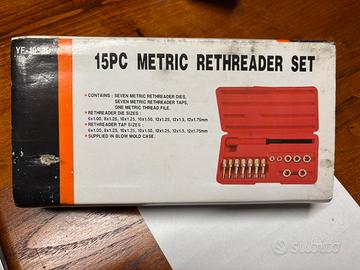 15PC METRIC RETHREADER SET
• CONTAINS : SEVEN METRIC RETHREADER DIES,
SEVEN METRIC RETHREADER TAPS,
ONE METRIC THREAD FILE.
• RETHREADER DIE SIZES :
6x1.00, 8x1.25, 10x1.25, 10x1.50, 12x1.25, 12x1.5, 12x1.75mm
• RETHREADER TAP SIZES :
6x1.00, 8x1.25, 10x1.25, 10x1.50, 12x1.25, 12x1.5, 12x1.75mm
• SUPPLIED IN BLOW MOLD CASE.
subito